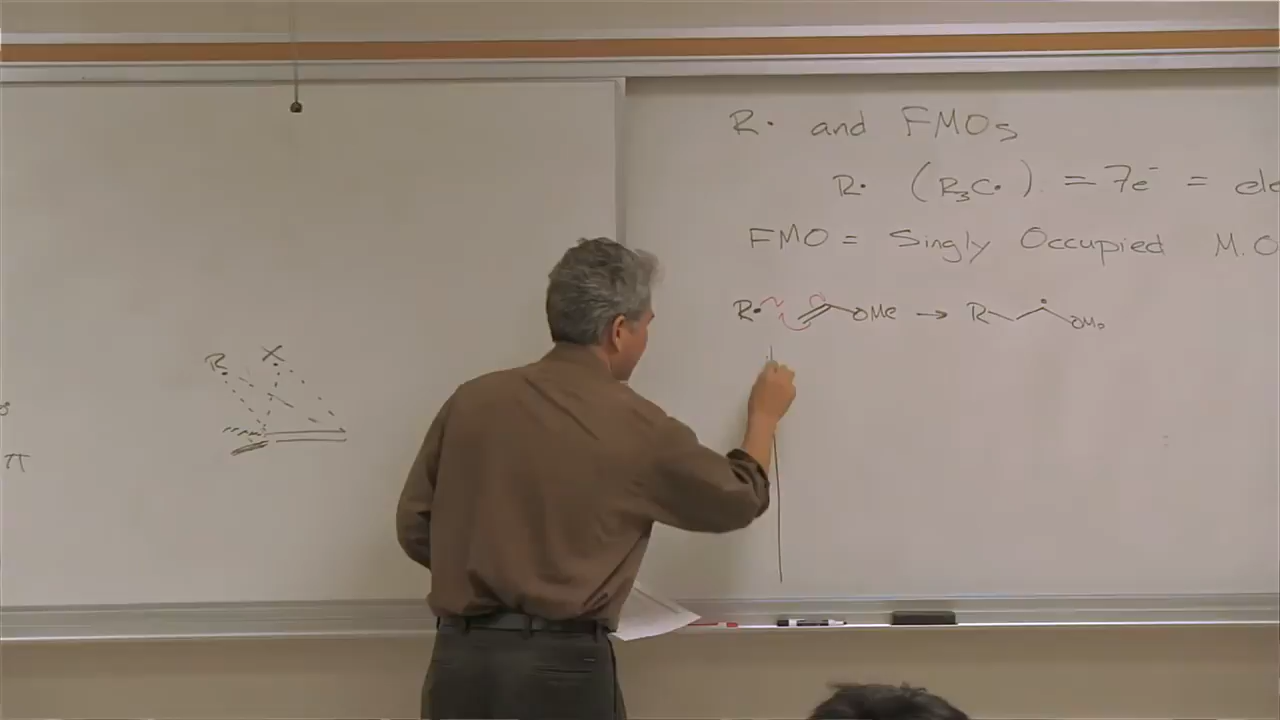 R· and FMOs
R· (R₃C·) = 7e⁻ = ele
FMO = Singly Occupied M.O
R· OMe → R OMe
R X
π